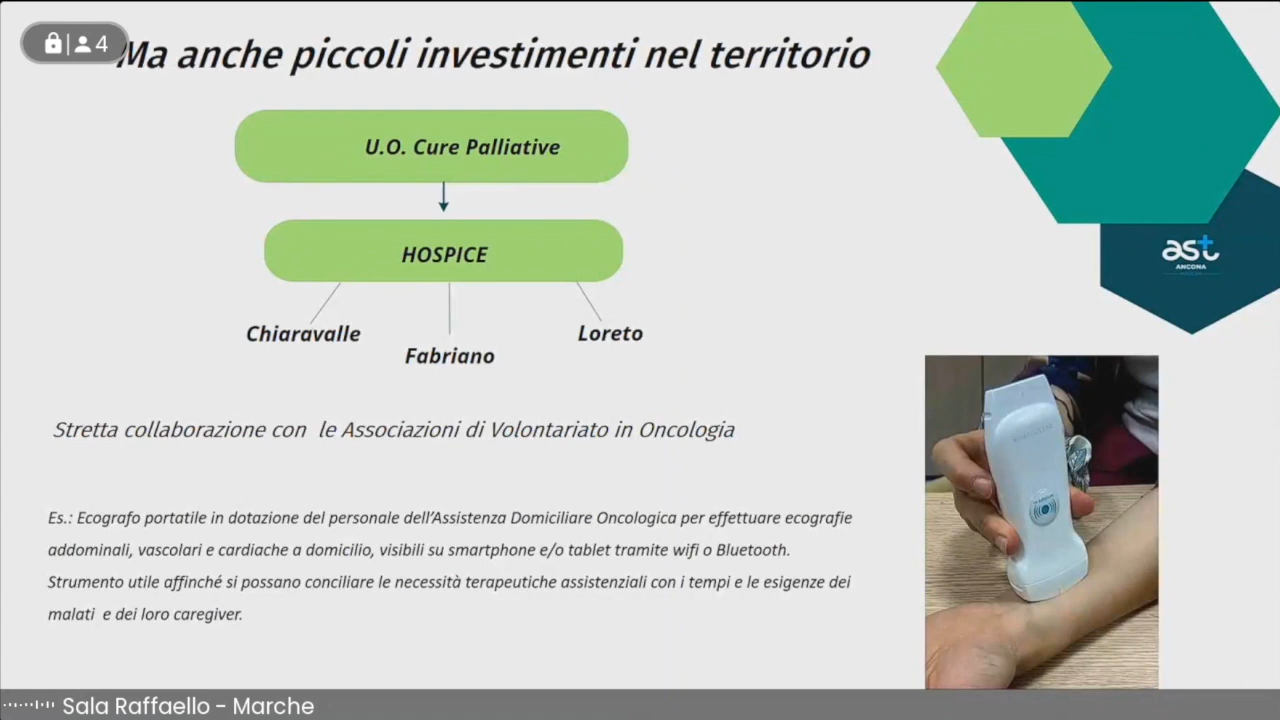 4
Ma anche piccoli investimenti nel territorio
U.O. Cure Palliative
HOSPICE
Chiaravalle
Loreto
Fabriano
ast
ANCONA
Stretta collaborazione con le Associazioni di Volontariato in Oncologia
Es.: Ecografo portatile in dotazione del personale dell’Assistenza Domiciliare Oncologica per effettuare ecografie
addominali, vascolari e cardiache a domicilio, visibili su smartphone e/o tablet tramite wifi o Bluetooth.
Strumento utile affinché si possano conciliare le necessità terapeutiche assistenziali con i tempi e le esigenze dei
malati e dei loro caregiver.
Sala Raffaello - Marche